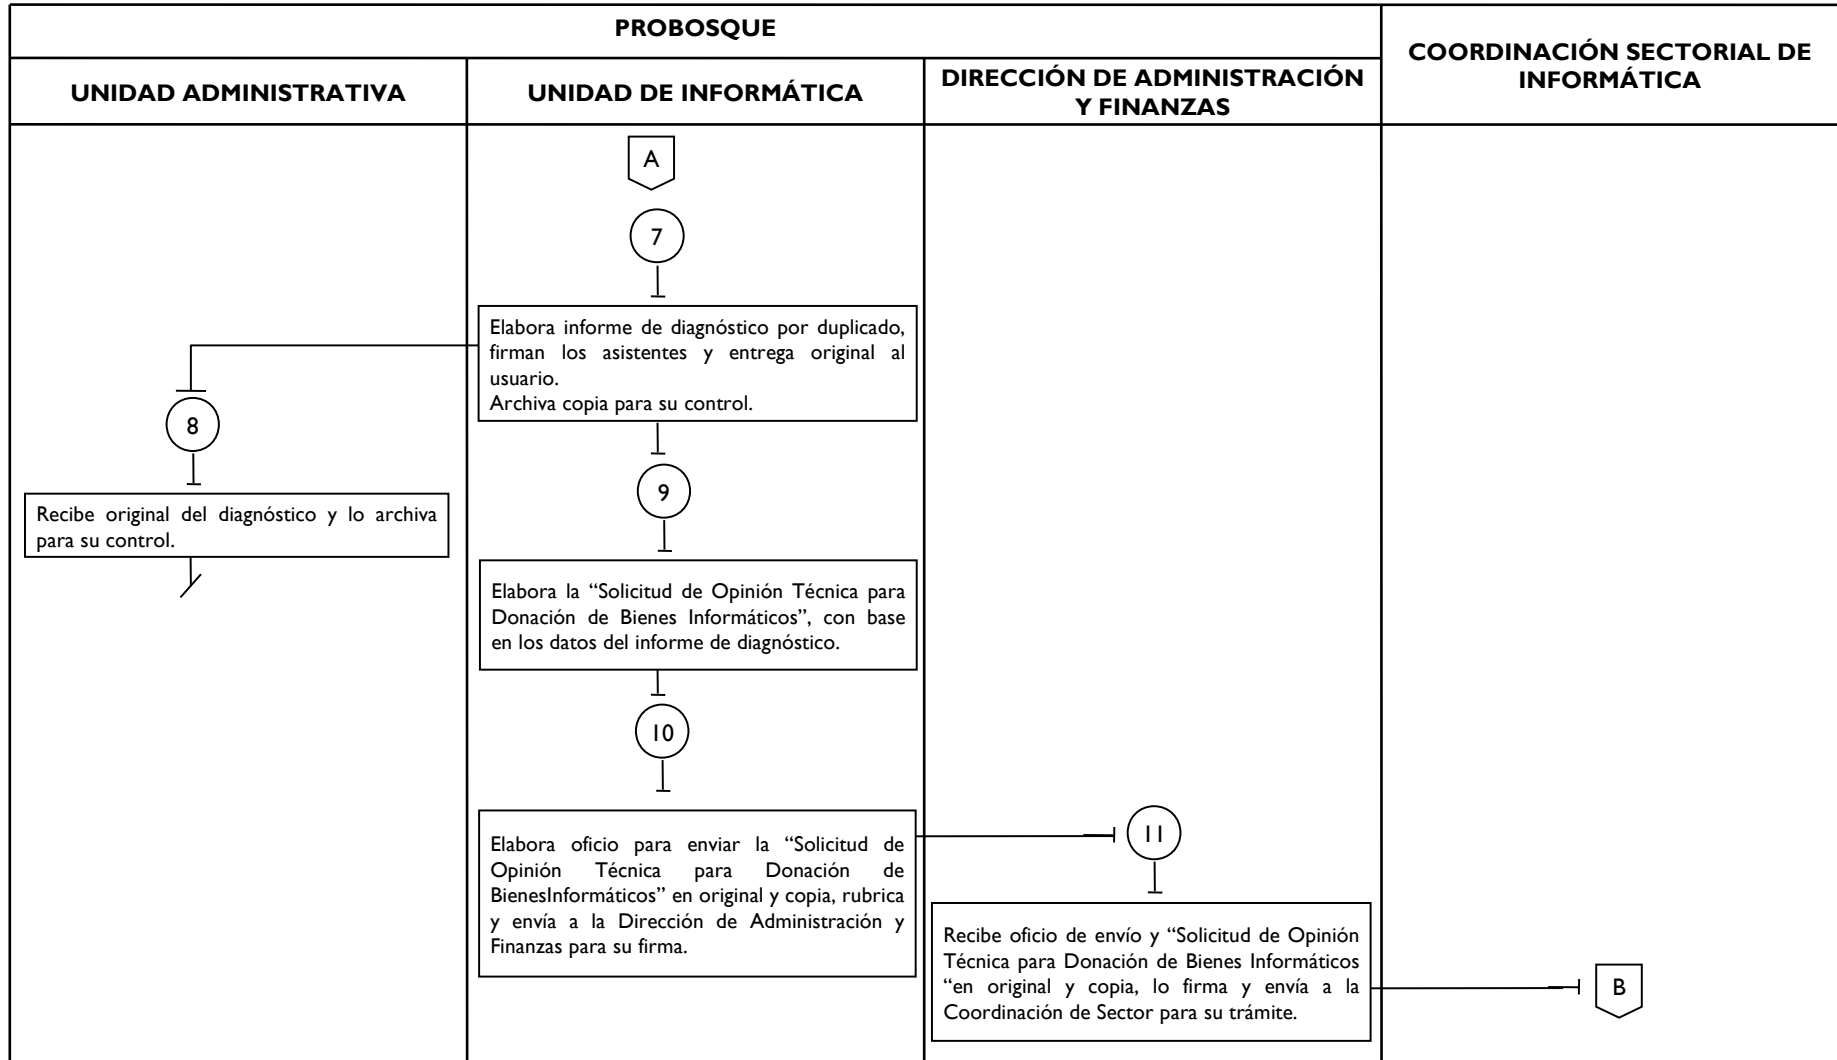 PROBOSQUE
COORDINACIÓN SECTORIAL DE
INFORMÁTICA
UNIDAD ADMINISTRATIVA
UNIDAD DE INFORMÁTICA
DIRECCIÓN DE ADMINISTRACIÓN
Y FINANZAS
A
7
Elabora informe de diagnóstico por duplicado,
firman los asistentes y entrega original al
usuario.
Archiva copia para su control.
8
Recibe original del diagnóstico y lo archiva
para su control.
9
Elabora la “Solicitud de Opinión Técnica para
Donación de Bienes Informáticos”, con base
en los datos del informe de diagnóstico.
10
Elabora oficio para enviar la “Solicitud de
Opinión Técnica para Donación de
BienesInformáticos” en original y copia, rubrica
y envía a la Dirección de Administración y
Finanzas para su firma.
11
Recibe oficio de envío y “Solicitud de Opinión
Técnica para Donación de Bienes Informáticos
“en original y copia, lo firma y envía a la
Coordinación de Sector para su trámite.
B